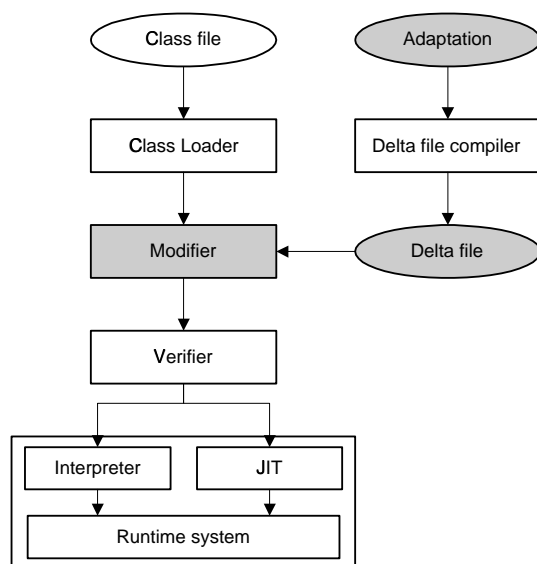 Class file
Adaptation
Class Loader
Delta file compiler
Modifier
Delta file
Verifier
Interpreter
JIT
Runtime system